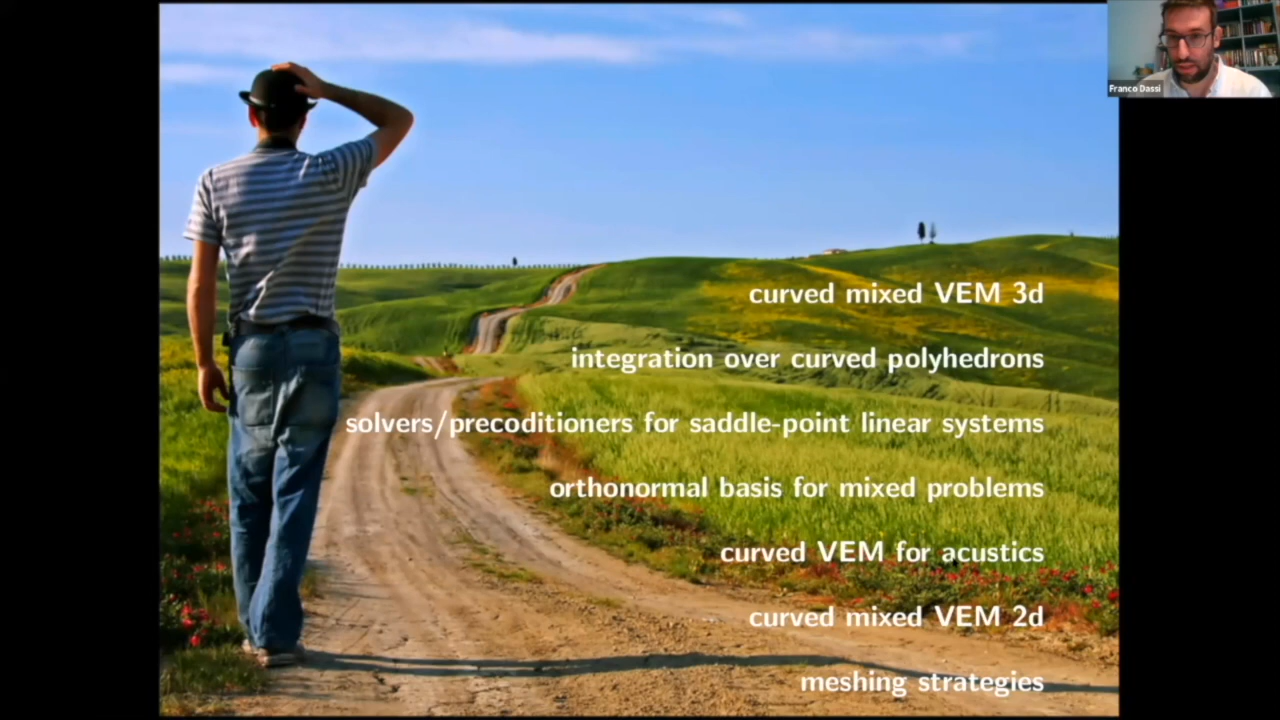 Franco Dassi
curved mixed VEM 3d
integration over curved polyhedrons
solvers/precoditioners for saddle-point linear systems
orthonormal basis for mixed problems
curved VEM for acustics
curved mixed VEM 2d
meshing strategies